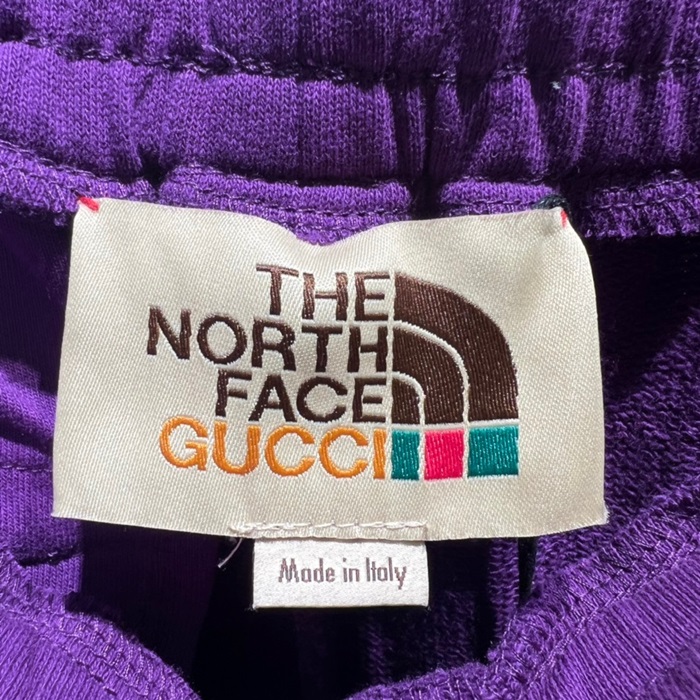 THE
NORTH
FACE
GUCCI
Made in Italy